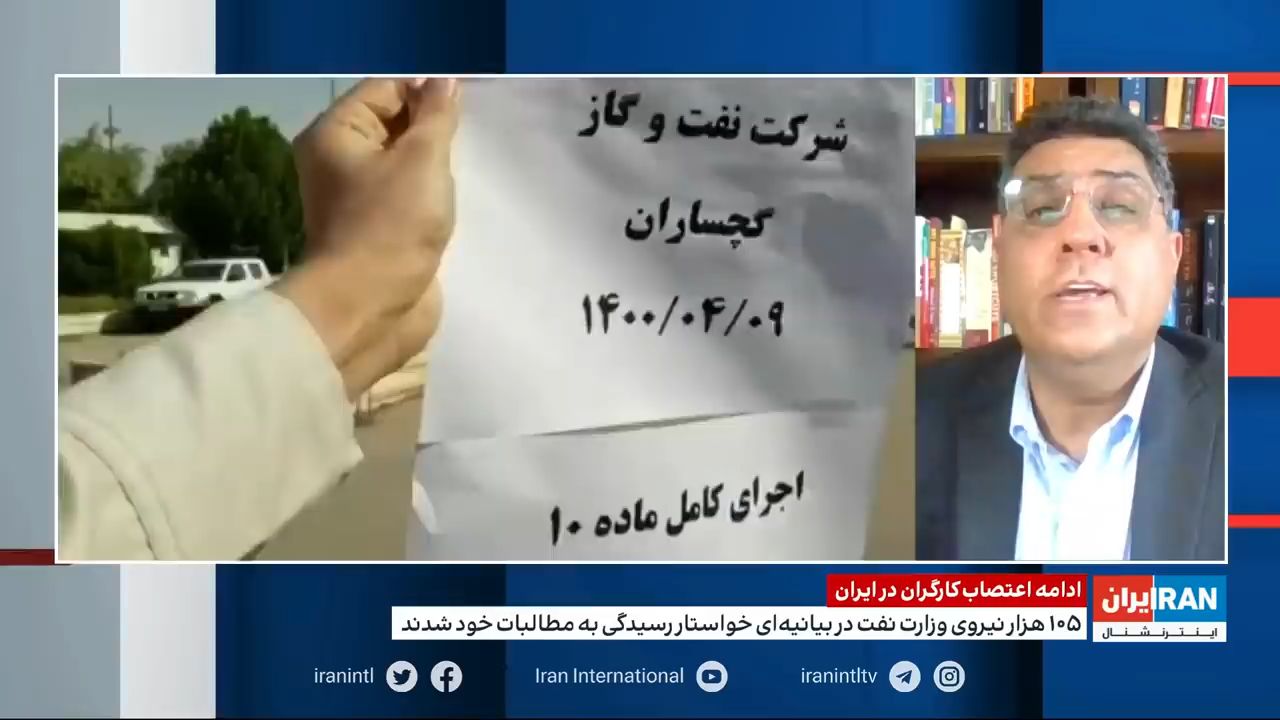 شرکت نفت و گاز
گچساران
۱۴۰۰/۰۴/۰۹
اجرای کامل ماده ۱۰
ادامه اعتصاب کارگران در ایران
۱۰۵ هزار نیروی وزارت نفت در بیانیه‌ای خواستار رسیدگی به مطالبات خود شدند
ایران IRAN
اینترنشنال
iranintl
Iran International
iranintltv